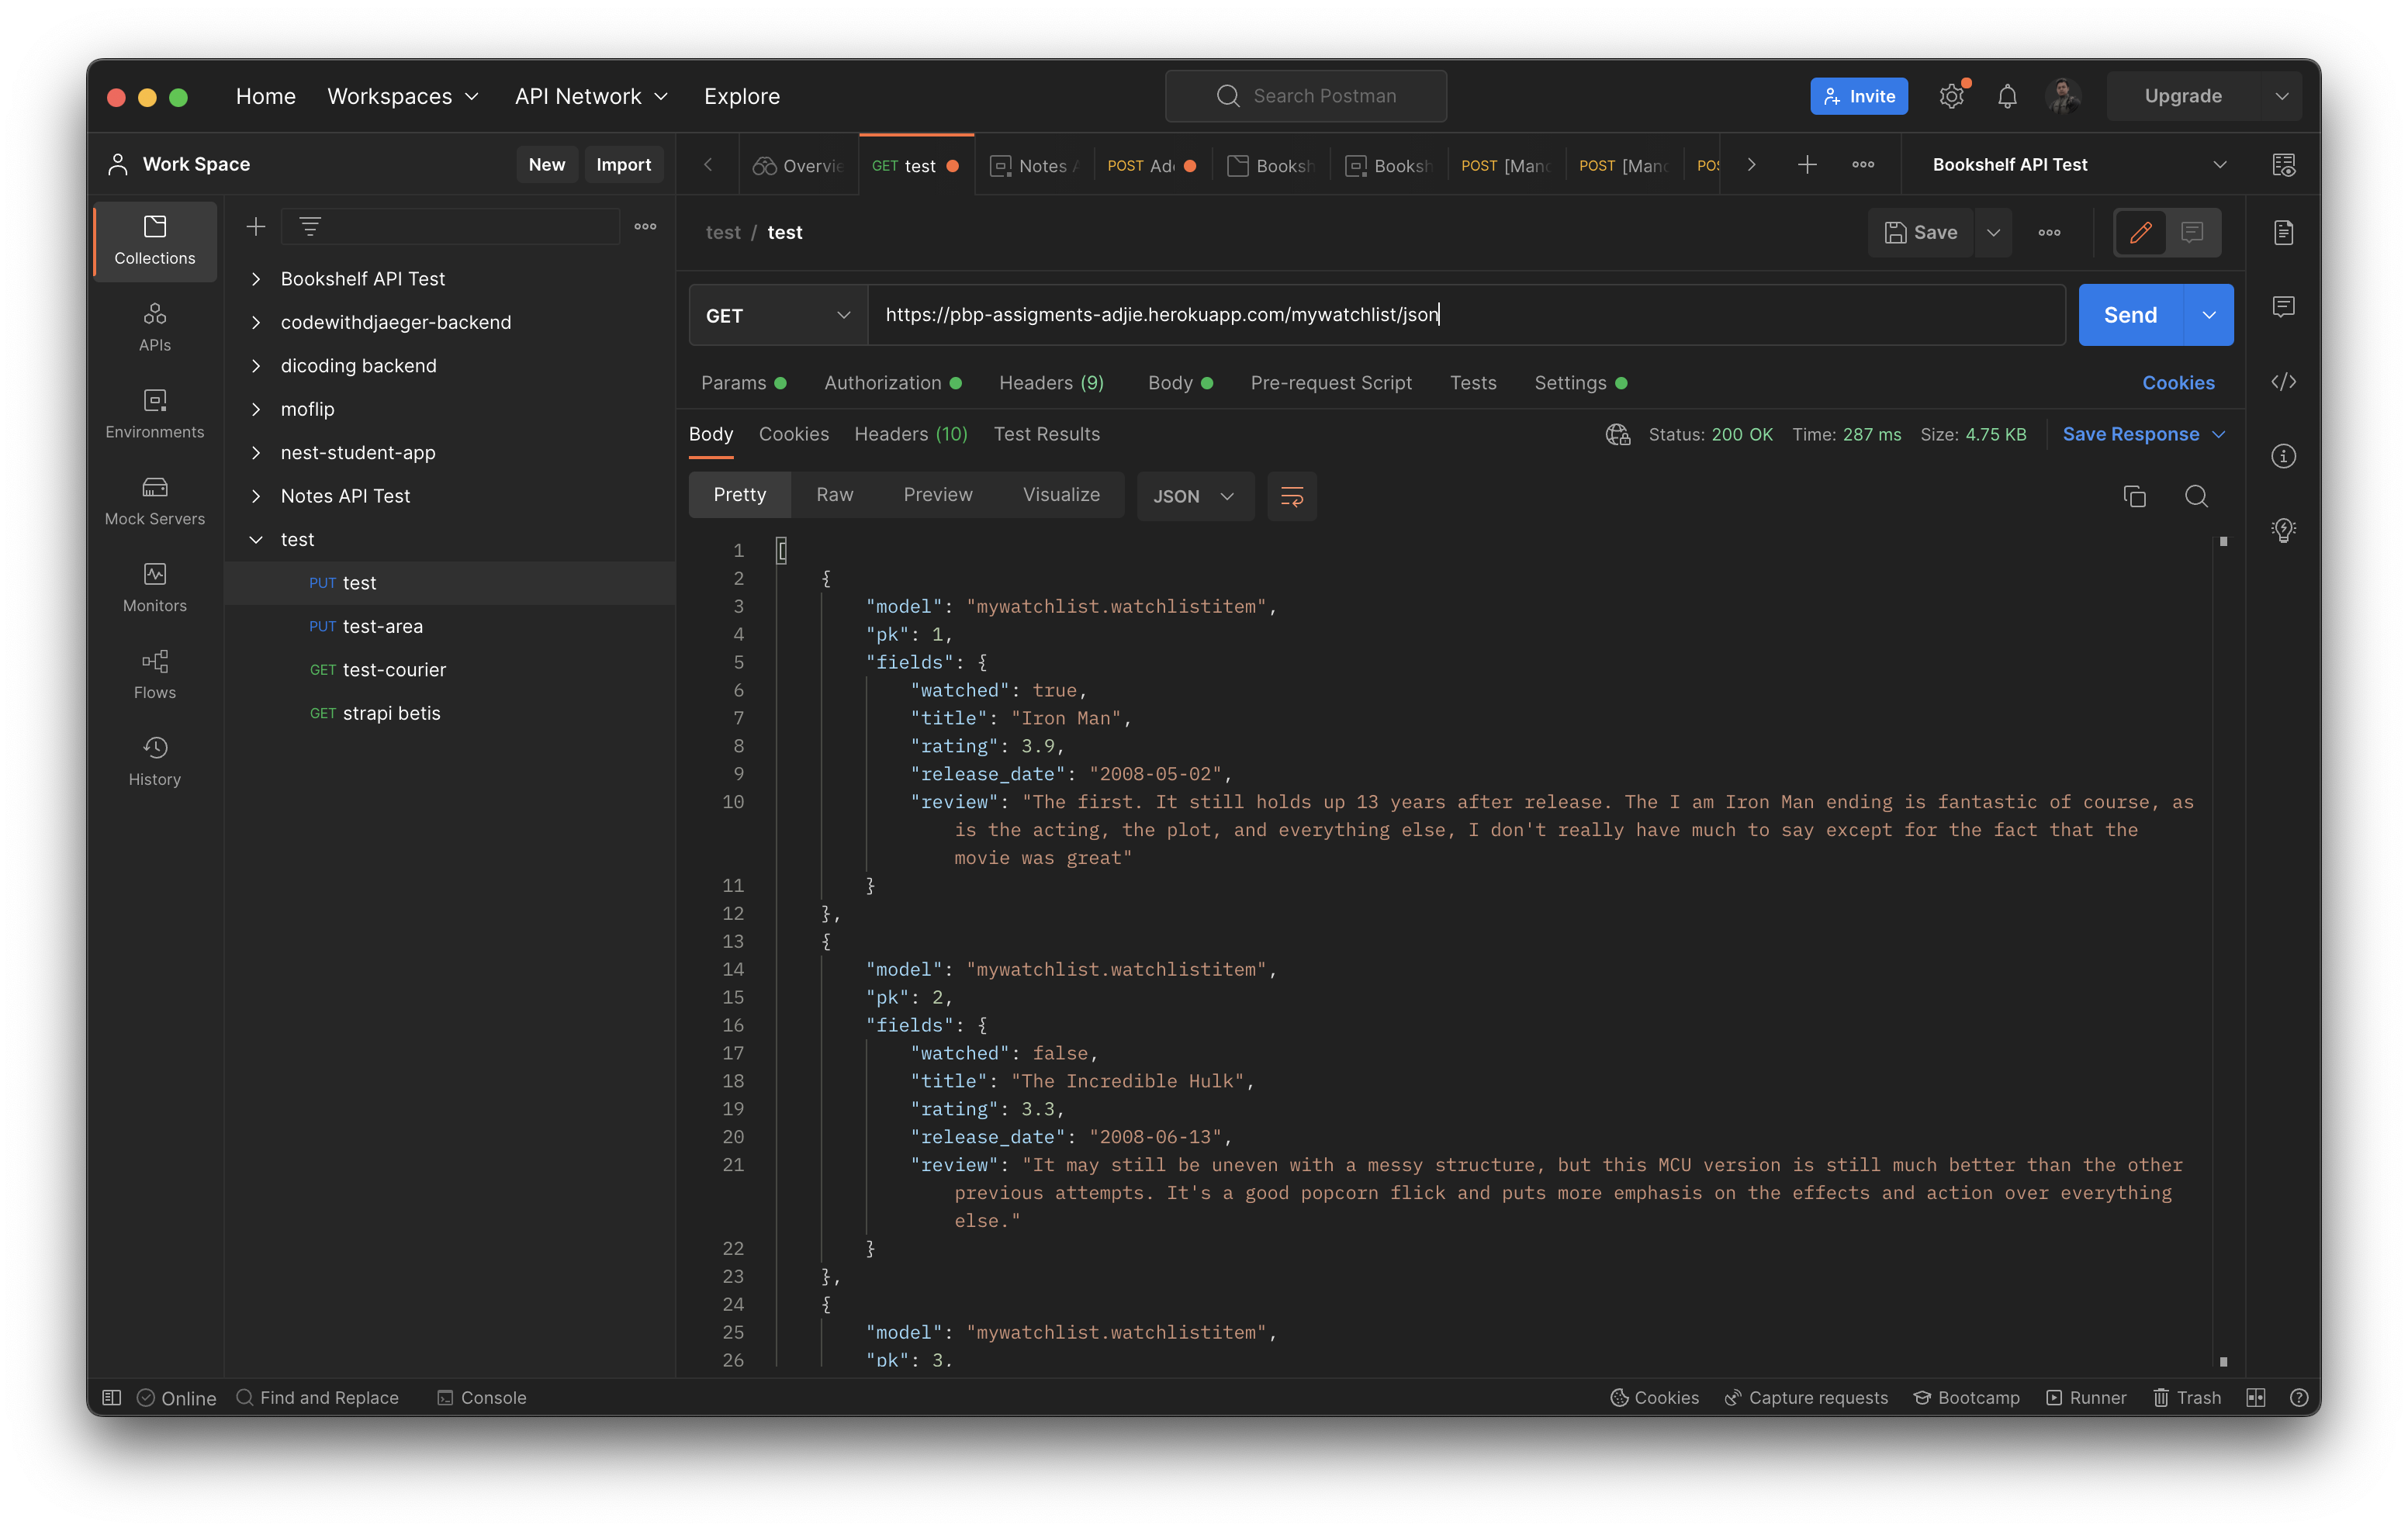 Home Workspaces API Network Explore Search Postman Invite Upgrade
Work Space New Import
Overvie GET test Notes A POST Ad Booksh Booksh POST [Man POST [Man POS Bookshelf API Test
Collections
APIs
Environments
Mock Servers
Monitors
Flows
History
Bookshelf API Test
codewithdjaeger-backend
dicoding backend
moflip
nest-student-app
Notes API Test
test
PUT test
PUT test-area
GET test-courier
GET strapi betis
test / test Save
GET https://pbp-assigments-adjie.herokuapp.com/mywatchlist/json Send
Params Authorization Headers (9) Body Pre-request Script Tests Settings Cookies
Body Cookies Headers (10) Test Results Status: 200 OK Time: 287 ms Size: 4.75 KB Save Response
Pretty Raw Preview Visualize JSON
1 [
2 {
3 "model": "mywatchlist.watchlistitem",
4 "pk": 1,
5 "fields": {
6 "watched": true,
7 "title": "Iron Man",
8 "rating": 3.9,
9 "release_date": "2008-05-02",
10 "review": "The first. It still holds up 13 years after release. The I am Iron Man ending is fantastic of course, as
is the acting, the plot, and everything else, I don't really have much to say except for the fact that the
movie was great"
11 }
12 },
13 {
14 "model": "mywatchlist.watchlistitem",
15 "pk": 2,
16 "fields": {
17 "watched": false,
18 "title": "The Incredible Hulk",
19 "rating": 3.3,
20 "release_date": "2008-06-13",
21 "review": "It may still be uneven with a messy structure, but this MCU version is still much better than the other
previous attempts. It's a good popcorn flick and puts more emphasis on the effects and action over everything
else."
22 }
23 },
24 {
25 "model": "mywatchlist.watchlistitem",
26 "pk": 3,
Online Find and Replace Console Cookies Capture requests Bootcamp Runner Trash